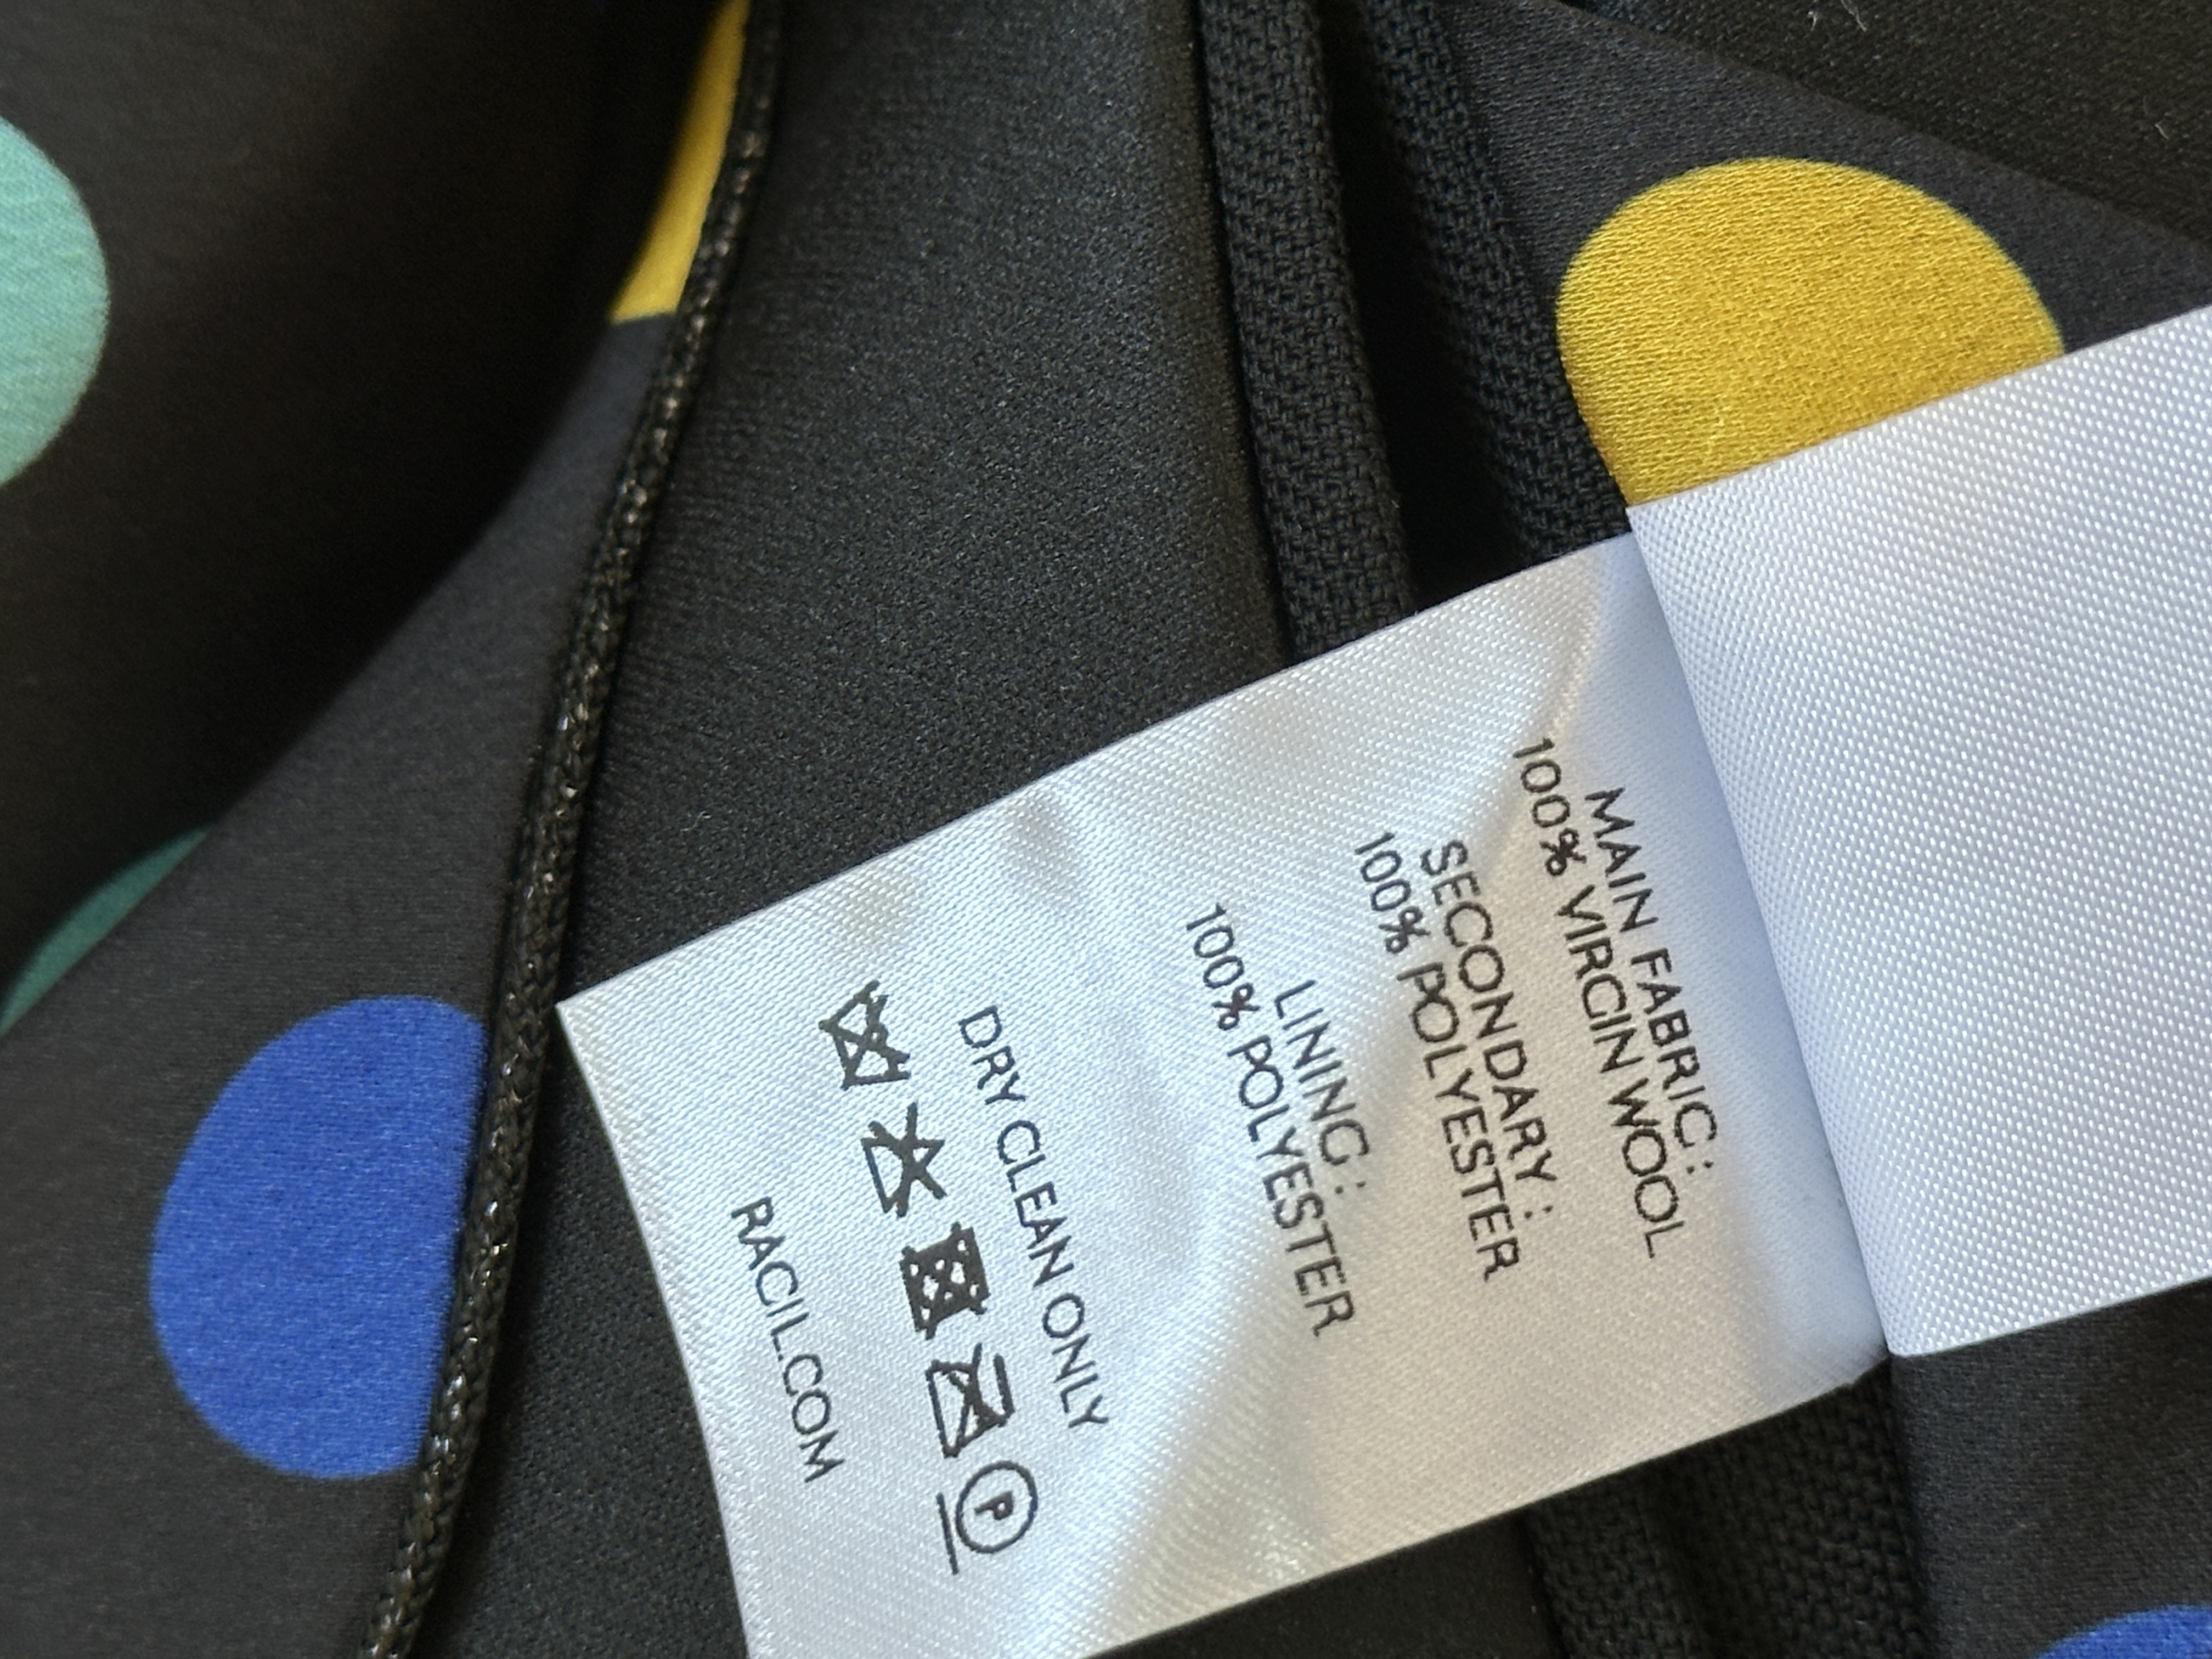 MAIN FABRIC:
100% VIRGIN WOOL
SECONDARY:
100% POLYESTER
LINING:
100% POLYESTER
DRY CLEAN ONLY
P
RACIL.COM